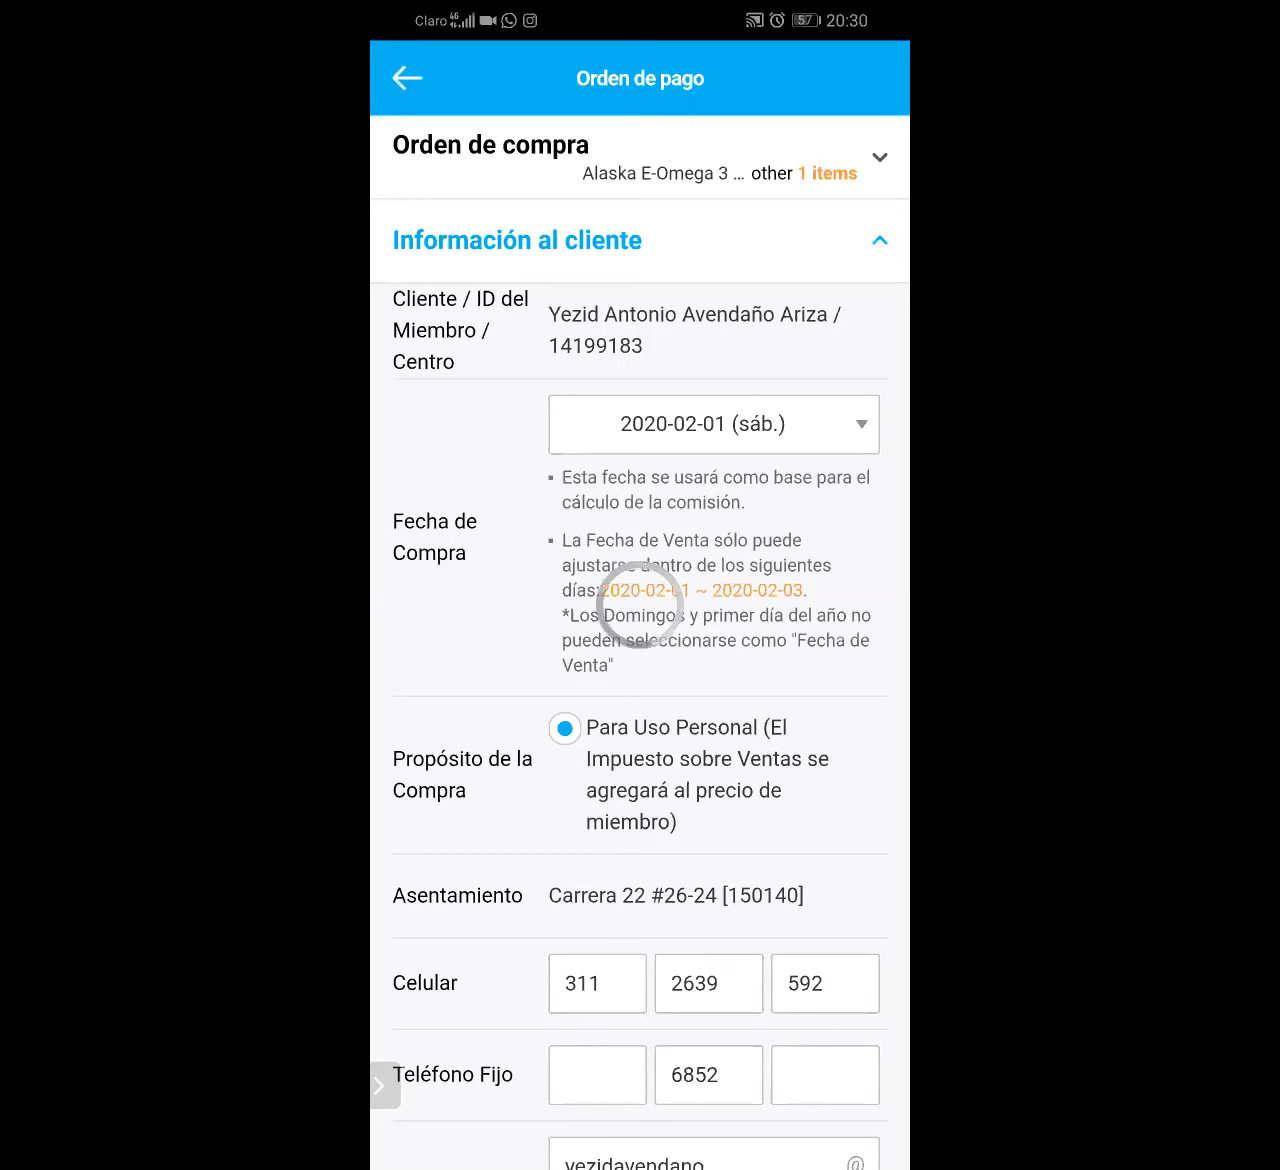 Claro 4G 57 20:30
Orden de pago
Orden de compra
Alaska E-Omega 3 ... other 1 items
Información al cliente
Cliente / ID del
Miembro /
Centro
Yezid Antonio Avendaño Ariza /
14199183
Fecha de
Compra
2020-02-01 (sáb.)
▪ Esta fecha se usará como base para el
cálculo de la comisión.
▪ La Fecha de Venta sólo puede
ajustarse dentro de los siguientes
días:2020-02-01 ~ 2020-02-03.
*Los Domingos y primer día del año no
pueden seleccionarse como "Fecha de
Venta"
Propósito de la
Compra
Para Uso Personal (El
Impuesto sobre Ventas se
agregará al precio de
miembro)
Asentamiento Carrera 22 #26-24 [150140]
Celular 311 2639 592
Teléfono Fijo 6852
yezidavendano @